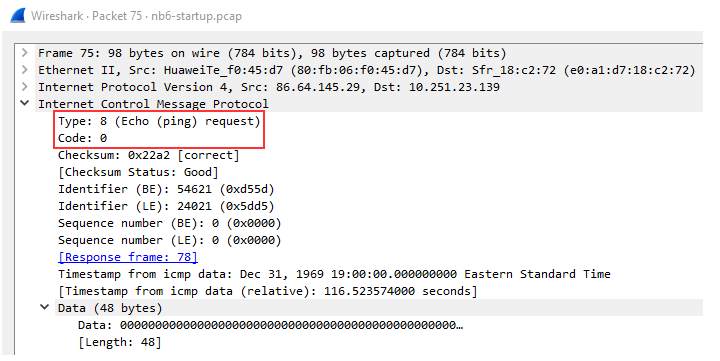 Wireshark · Packet 75 · nb6-startup.pcap
Frame 75: 98 bytes on wire (784 bits), 98 bytes captured (784 bits)
Ethernet II, Src: HuaweiTe_f0:45:d7 (80:fb:06:f0:45:d7), Dst: Sfr_18:c2:72 (e0:a1:d7:18:c2:72)
Internet Protocol Version 4, Src: 86.64.145.29, Dst: 10.251.23.139
Internet Control Message Protocol
Type: 8 (Echo (ping) request)
Code: 0
Checksum: 0x22a2 [correct]
[Checksum Status: Good]
Identifier (BE): 54621 (0xd55d)
Identifier (LE): 24021 (0x5dd5)
Sequence number (BE): 0 (0x0000)
Sequence number (LE): 0 (0x0000)
[Response frame: 78]
Timestamp from icmp data: Dec 31, 1969 19:00:00.000000000 Eastern Standard Time
[Timestamp from icmp data (relative): 116.523574000 seconds]
Data (48 bytes)
Data: 000000000000000000000000000000000000000000000000…
[Length: 48]